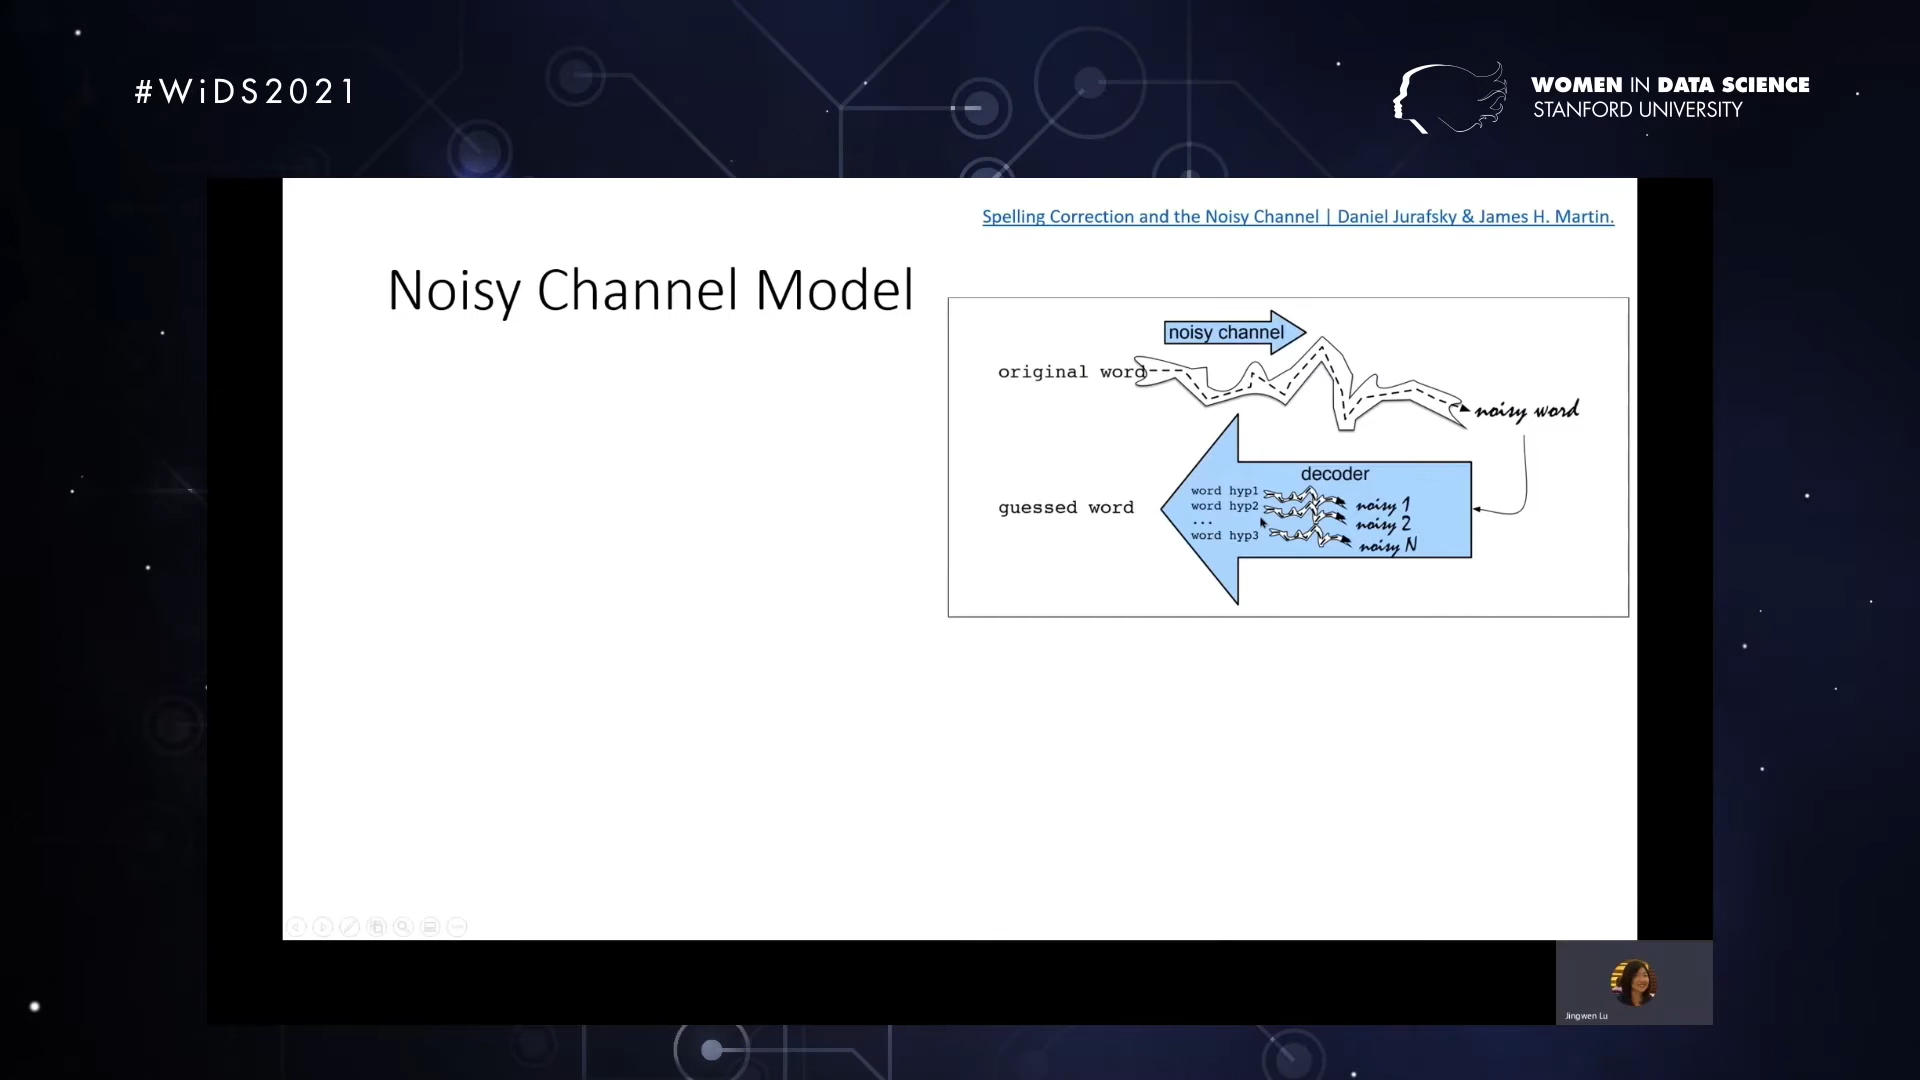 #WiDS2021
WOMEN IN DATA SCIENCE
STANFORD UNIVERSITY
Spelling Correction and the Noisy Channel | Daniel Jurafsky & James H. Martin.
Noisy Channel Model
noisy channel
original word
noisy word
decoder
word hyp1
noisy 1
word hyp2
noisy 2
...
word hyp3
noisy N
guessed word
Jingwen Lu